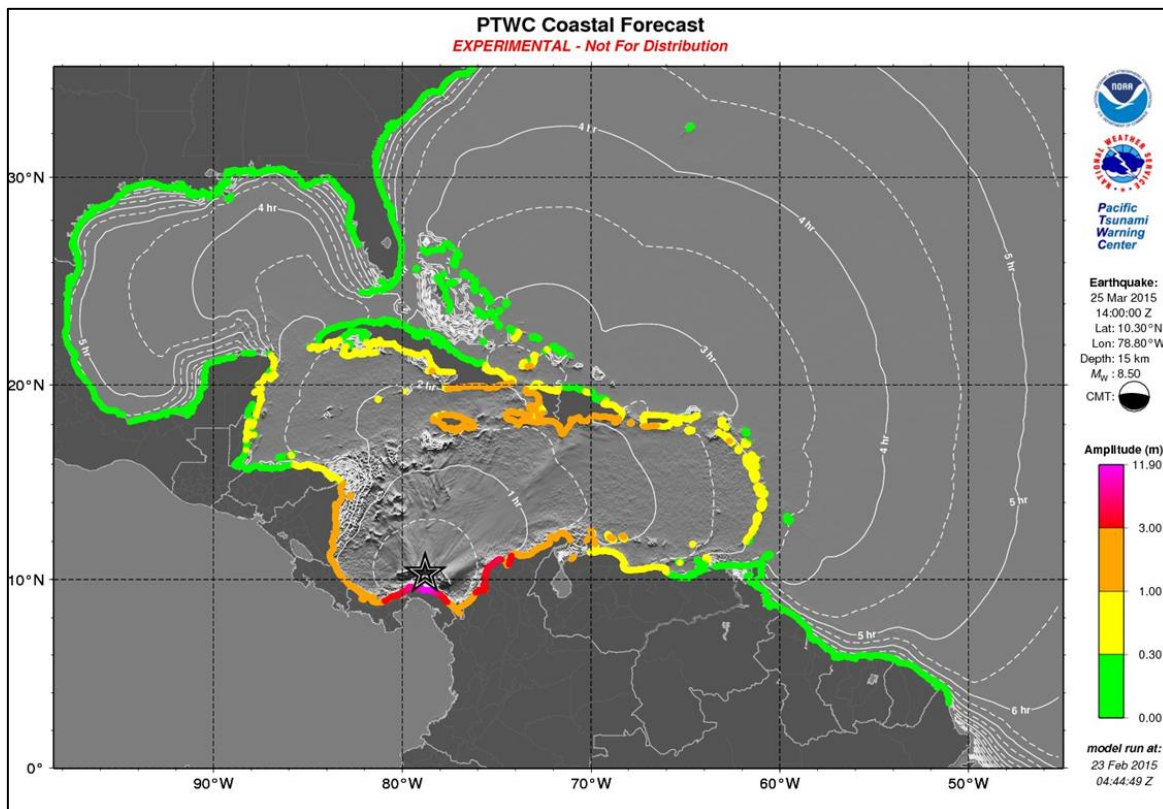 PTWC Coastal Forecast
EXPERIMENTAL - Not For Distribution
NOAA
NATIONAL WEATHER SERVICE
Pacific
Tsunami
Warning
Center
Earthquake:
25 Mar 2015
14:00:00 Z
Lat: 10.30°N
Lon: 78.80°W
Depth: 15 km
Mw : 8.50
CMT:
Amplitude (m)
11.90
3.00
1.00
0.30
0.00
model run at:
23 Feb 2015
04:44:49 Z
30°N
20°N
10°N
0°
90°W
80°W
70°W
60°W
50°W
4 hr
4 hr
5 hr
5 hr
3 hr
4 hr
2 hr
5 hr
1 hr
5 hr
6 hr